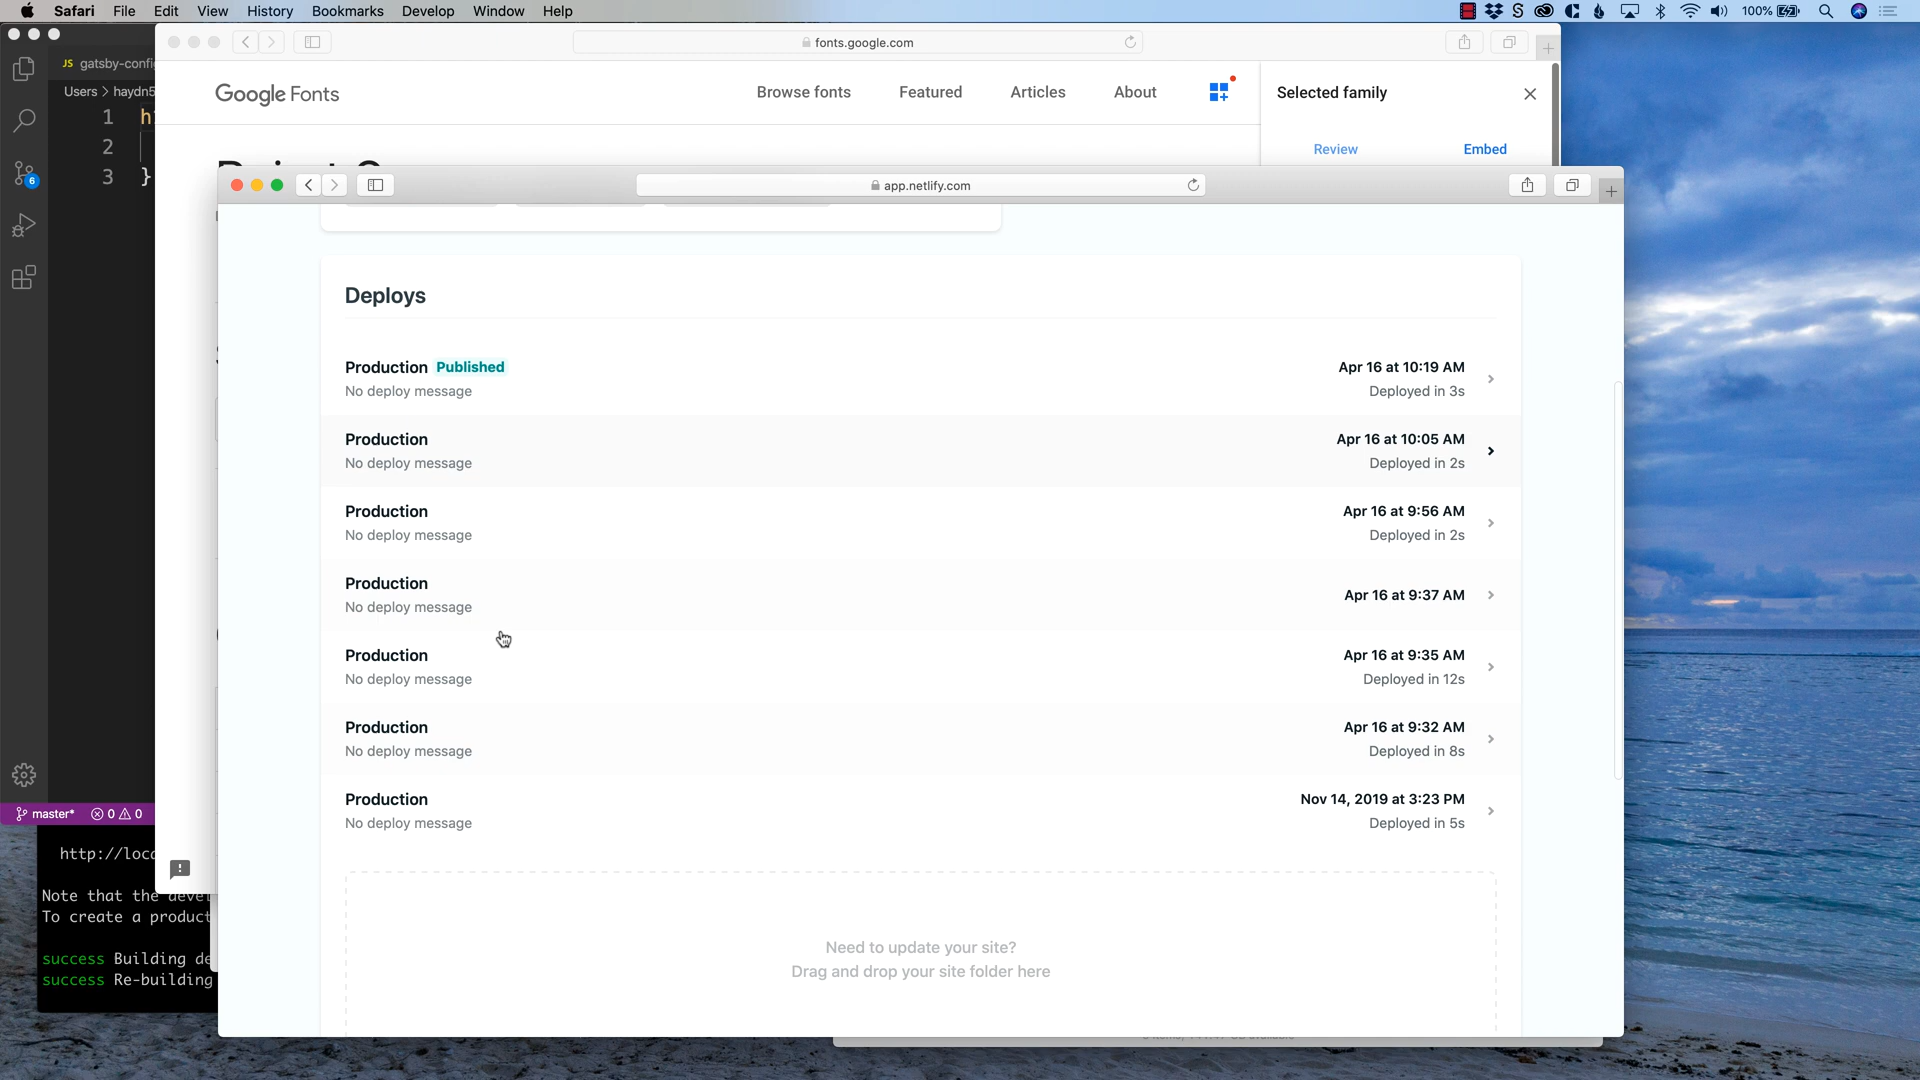 Safari File Edit View History Bookmarks Develop Window Help
100%
JS gatsby-config
Users > haydn5
1 h
2
3 }
6
master* 0 0
fonts.google.com
Google Fonts
Browse fonts Featured Articles About
Selected family
Review Embed
app.netlify.com
Deploys
Production Published
No deploy message
Apr 16 at 10:19 AM
Deployed in 3s
Production
No deploy message
Apr 16 at 10:05 AM
Deployed in 2s
Production
No deploy message
Apr 16 at 9:56 AM
Deployed in 2s
Production
No deploy message
Apr 16 at 9:37 AM
Production
No deploy message
Apr 16 at 9:35 AM
Deployed in 12s
Production
No deploy message
Apr 16 at 9:32 AM
Deployed in 8s
Production
No deploy message
Nov 14, 2019 at 3:23 PM
Deployed in 5s
Need to update your site?
Drag and drop your site folder here
http://loca
Note that the devel
To create a product
success Building de
success Re-building